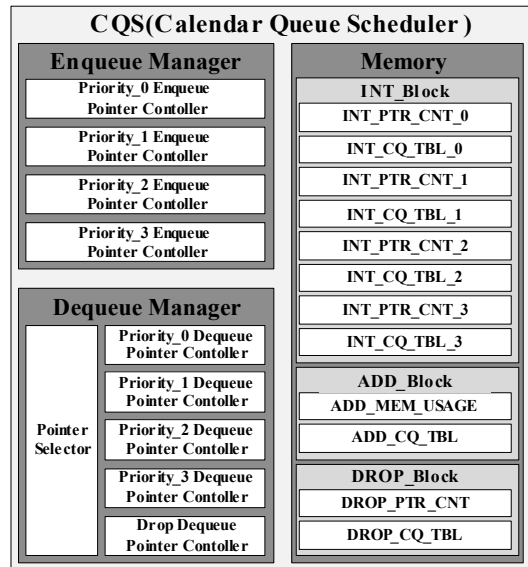 CQS(Calendar Queue Scheduler )
Enqueue Manager
Priority_0 Enqueue
Pointer Contoller
Priority_1 Enqueue
Pointer Contoller
Priority_2 Enqueue
Pointer Contoller
Priority_3 Enqueue
Pointer Contoller
Dequeue Manager
Pointer
Selector
Priority_0 Dequeue
Pointer Contoller
Priority_1 Dequeue
Pointer Contoller
Priority_2 Dequeue
Pointer Contoller
Priority_3 Dequeue
Pointer Contoller
Drop Dequeue
Pointer Contoller
Memory
INT_Block
INT_PTR_CNT_0
INT_CQ_TBL_0
INT_PTR_CNT_1
INT_CQ_TBL_1
INT_PTR_CNT_2
INT_CQ_TBL_2
INT_PTR_CNT_3
INT_CQ_TBL_3
ADD_Block
ADD_MEM_USAGE
ADD_CQ_TBL
DROP_Block
DROP_PTR_CNT
DROP_CQ_TBL